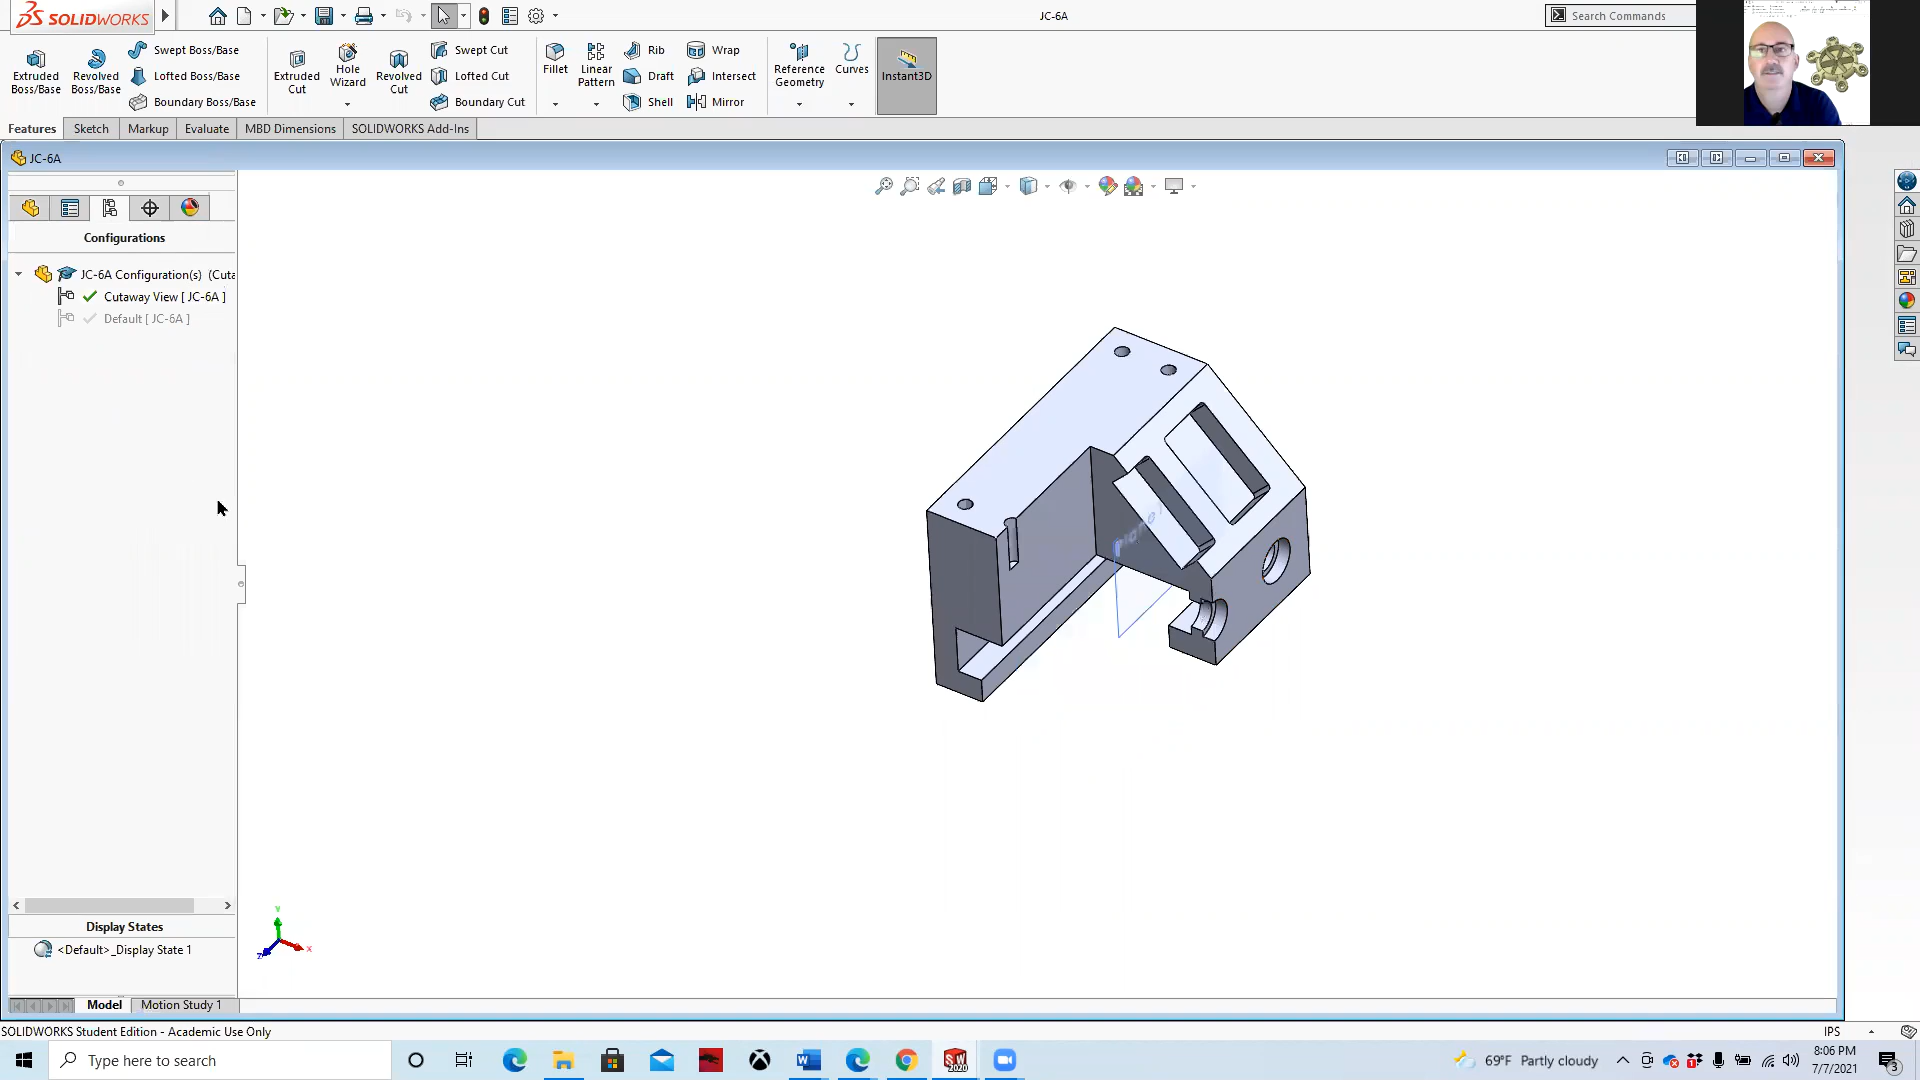 SOLIDWORKS
JC-6A
Search Commands
Extruded Boss/Base
Revolved Boss/Base
Swept Boss/Base
Lofted Boss/Base
Boundary Boss/Base
Extruded Cut
Hole Wizard
Revolved Cut
Swept Cut
Lofted Cut
Boundary Cut
Fillet
Linear Pattern
Rib
Draft
Shell
Wrap
Intersect
Mirror
Reference Geometry
Curves
Instant3D
Features
Sketch
Markup
Evaluate
MBD Dimensions
SOLIDWORKS Add-Ins
JC-6A
Configurations
JC-6A Configuration(s) (Cuta
Cutaway View [ JC-6A ]
Default [ JC-6A ]
Display States
<Default>_Display State 1
Y
X
Z
Model
Motion Study 1
SOLIDWORKS Student Edition - Academic Use Only
IPS
Type here to search
SW
2020
69°F Partly cloudy
8:06 PM
7/7/2021
3